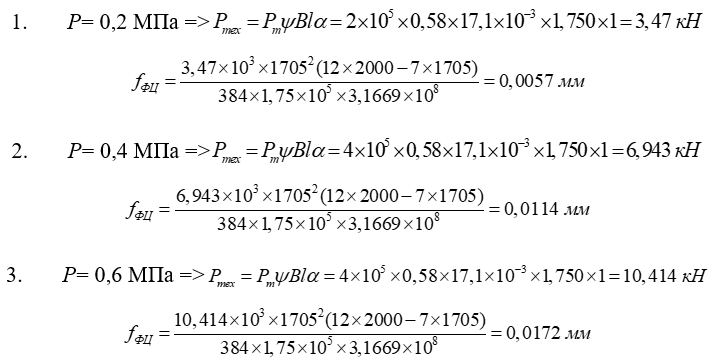 1. P= 0,2 МПа => P_тех = P_т ψBlα = 2×10⁵×0,58×17,1×10⁻³×1,750×1=3,47 кН
f_ФЦ = (3,47×10³×1705²(12×2000−7×1705))/(384×1,75×10⁵×3,1669×10⁸) = 0,0057 мм
2. P= 0,4 МПа =>P_тех = P_т ψBlα = 4×10⁵×0,58×17,1×10⁻³×1,750×1=6,943 кН
f_ФЦ = (6,943×10³×1705²(12×2000−7×1705))/(384×1,75×10⁵×3,1669×10⁸) = 0,0114 мм
3. P= 0,6 МПа => P_тех = P_т ψBlα = 4×10⁵×0,58×17,1×10⁻³×1,750×1=10,414 кН
f_ФЦ = (10,414×10³×1705²(12×2000−7×1705))/(384×1,75×10⁵×3,1669×10⁸) = 0,0172 мм